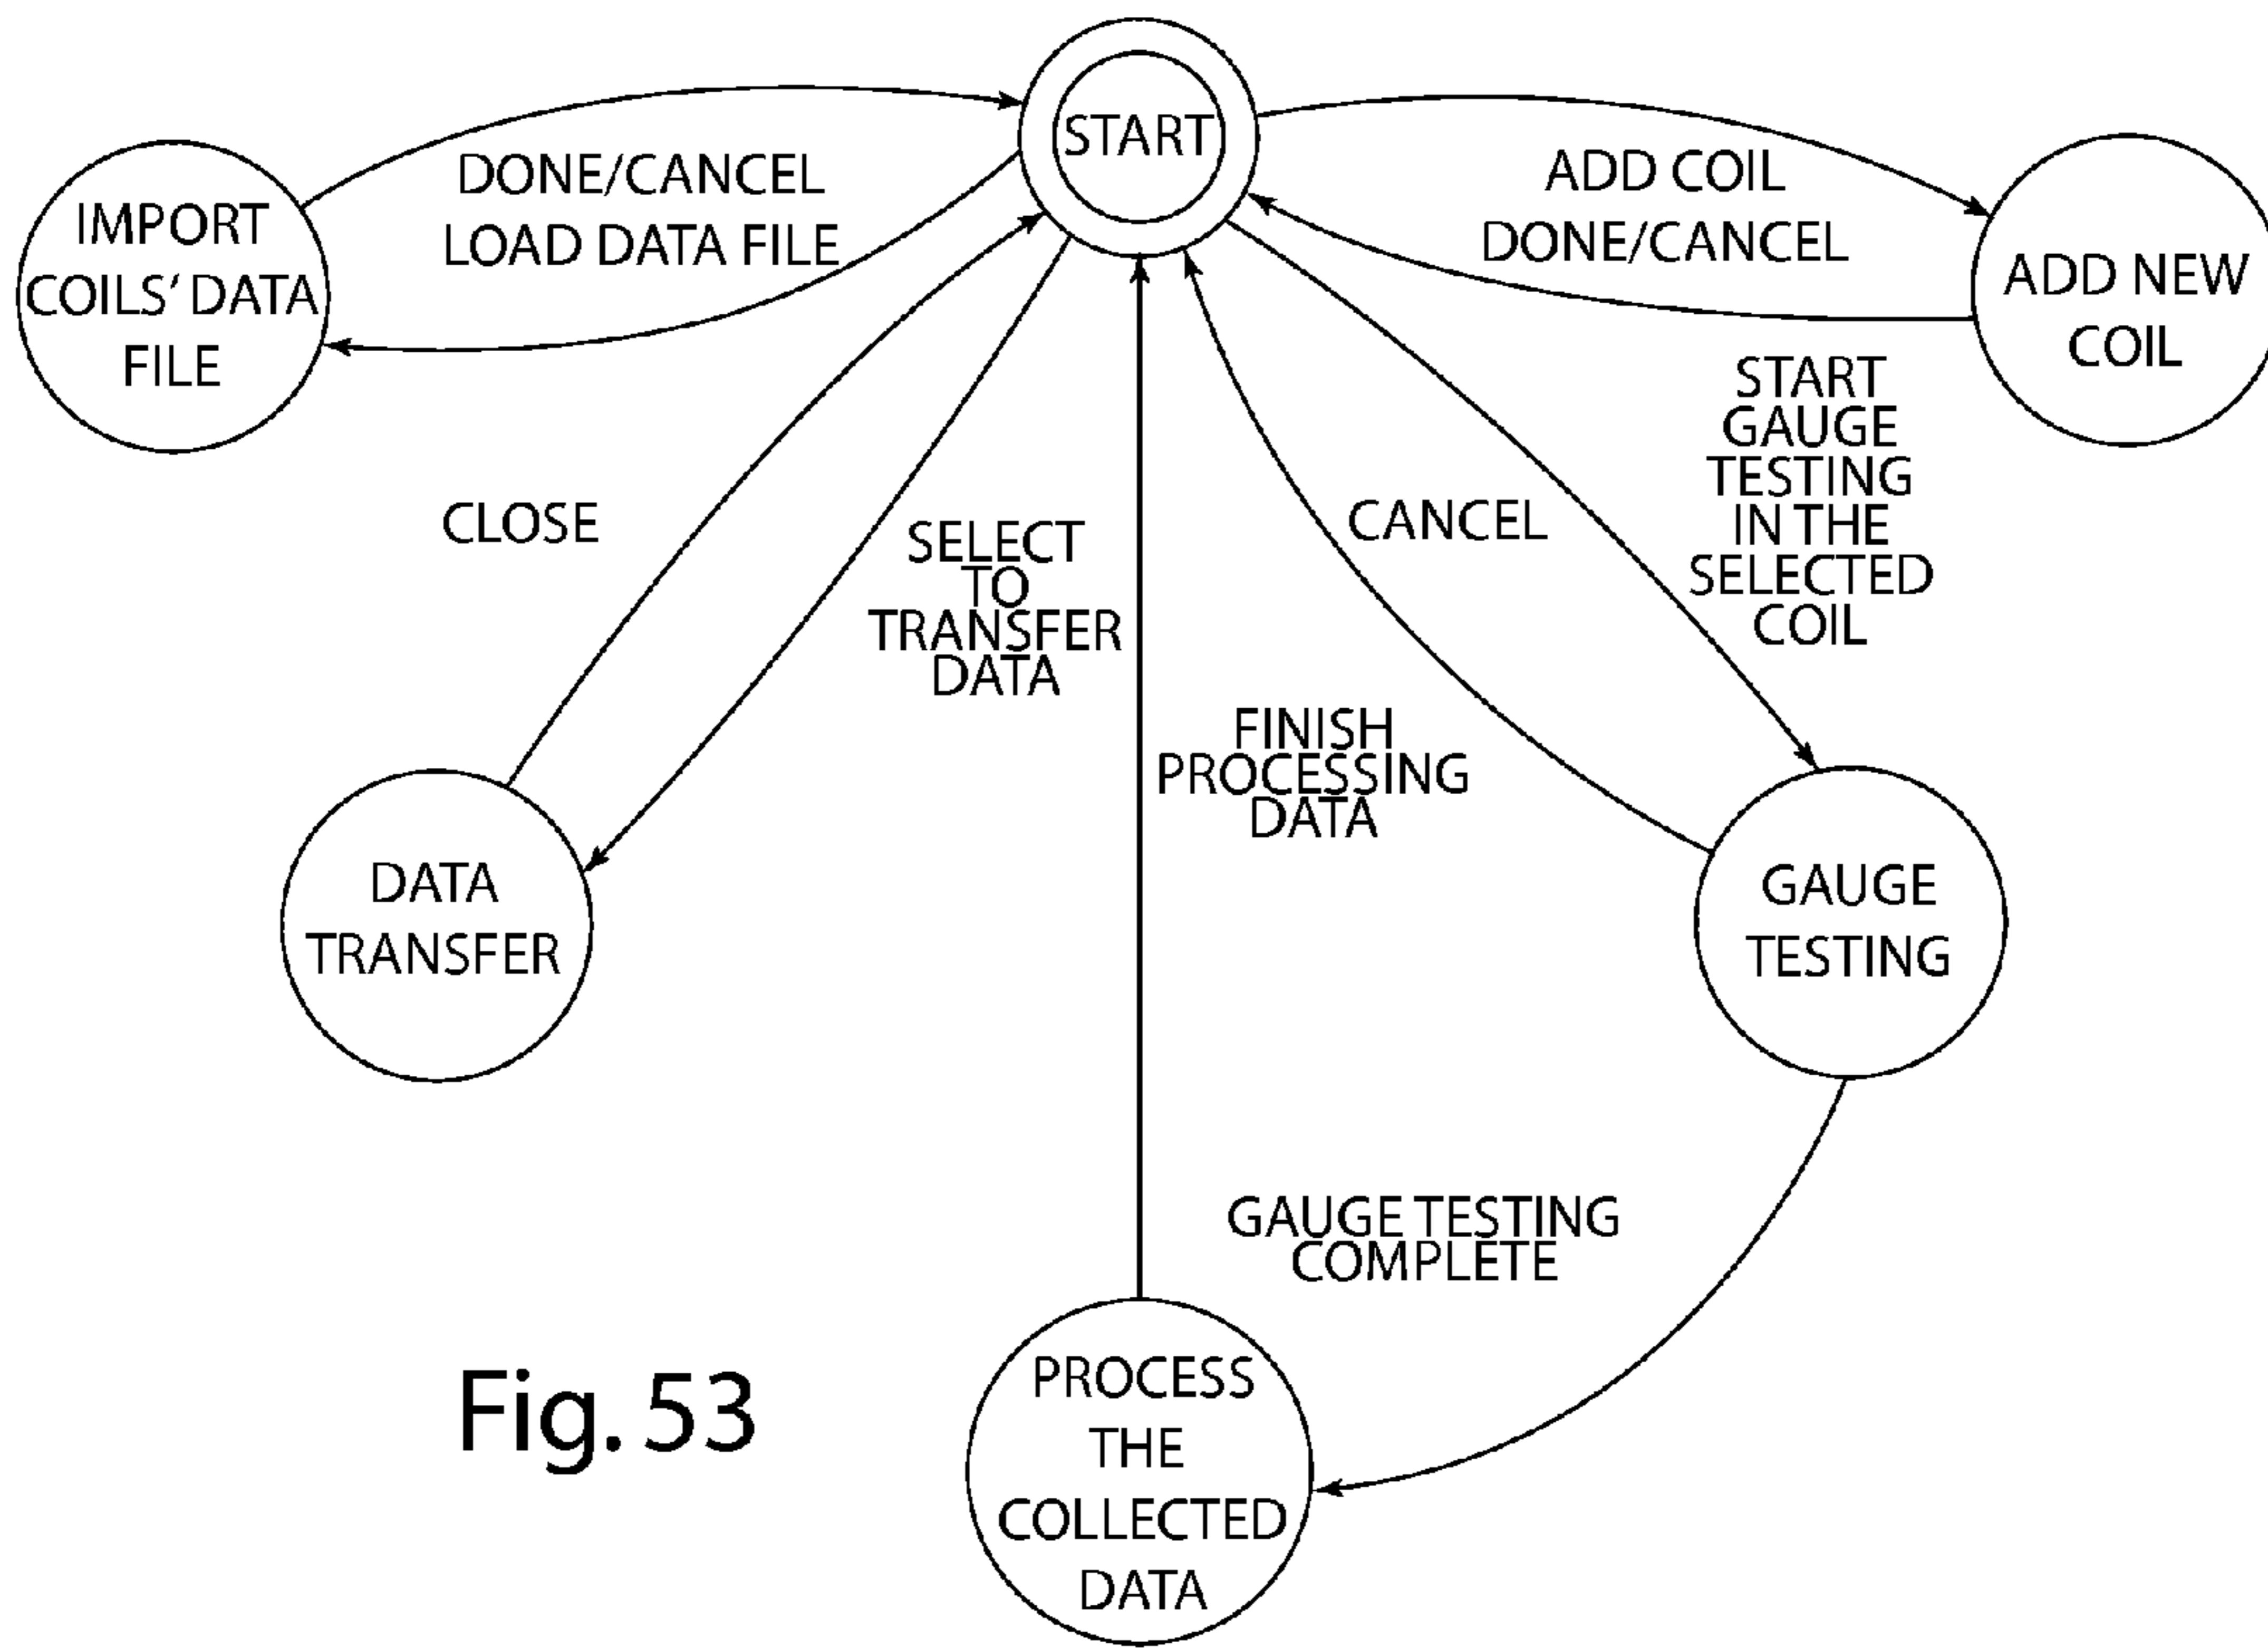 START
DONE/CANCEL
LOAD DATA FILE
ADD COIL
DONE/CANCEL
IMPORT
COILS' DATA
FILE
ADD NEW
COIL
START
GAUGE
TESTING
IN THE
SELECTED
COIL
CLOSE
SELECT
TO
TRANSFER
DATA
CANCEL
FINISH
PROCESSING
DATA
DATA
TRANSFER
GAUGE
TESTING
GAUGE TESTING
COMPLETE
PROCESS
THE
COLLECTED
DATA
Fig. 53